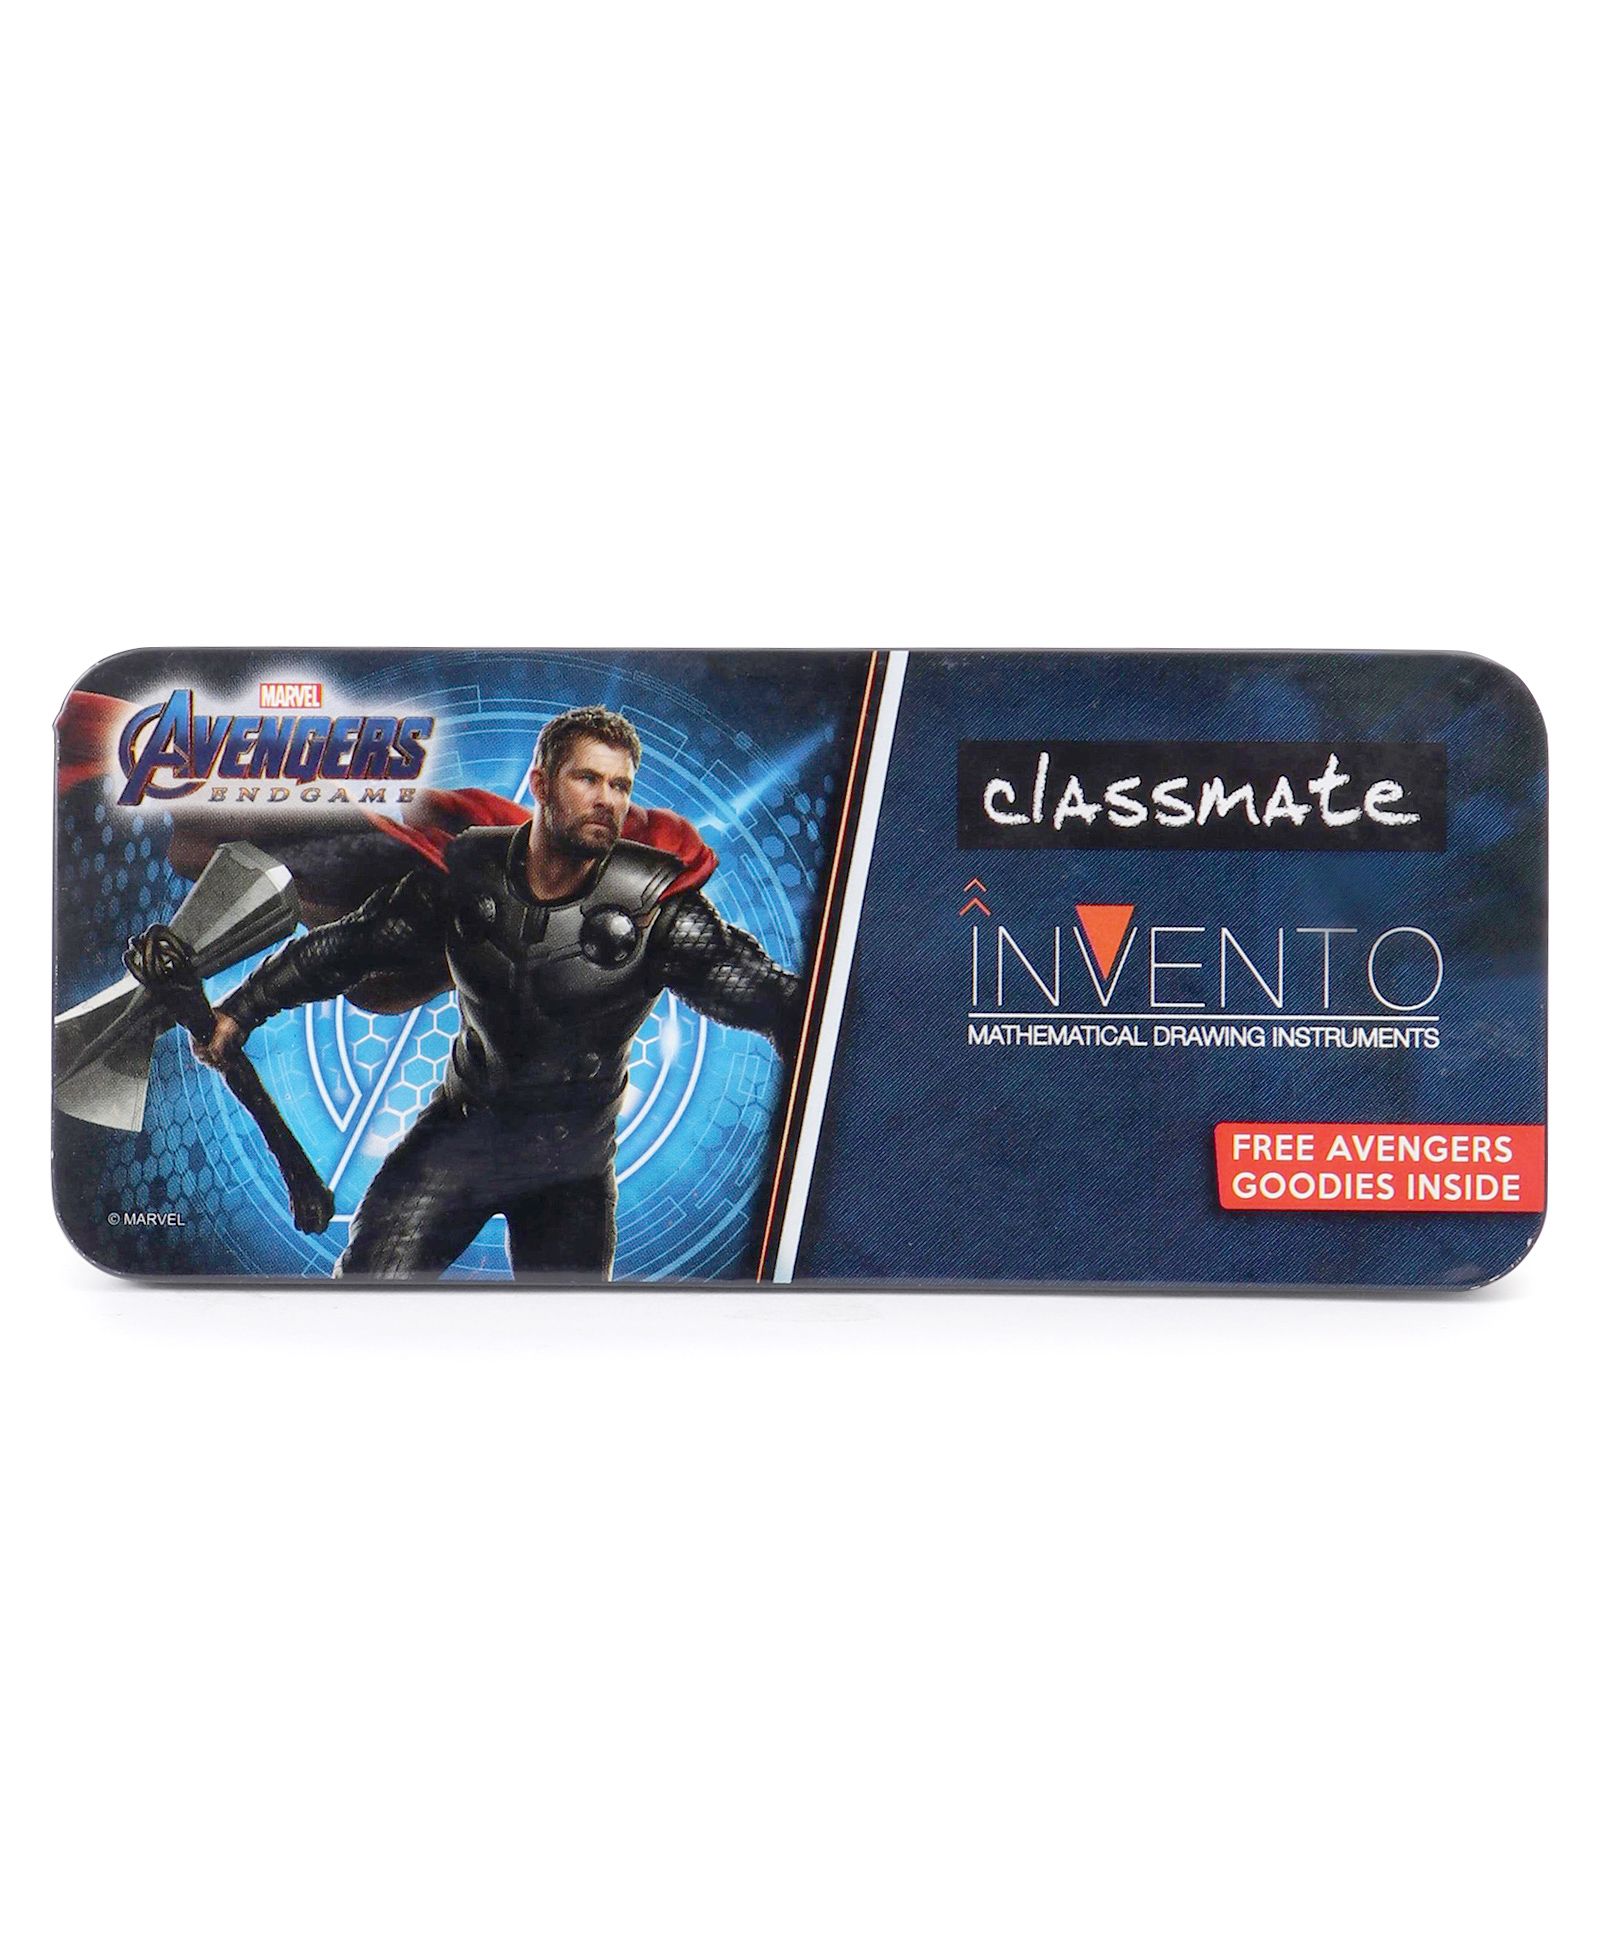 MARVEL
AVENGERS
ENDGAME
© MARVEL
classmate
INVENTO
MATHEMATICAL DRAWING INSTRUMENTS
FREE AVENGERS
GOODIES INSIDE